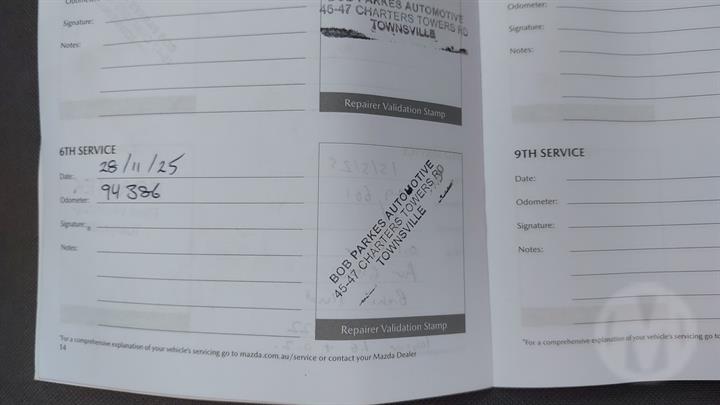 Signature:
Notes:
BOB PARKES AUTOMOTIVE
45-47 CHARTERS TOWERS RD
TOWNSVILLE
Repairer Validation Stamp
6TH SERVICE
Date: 28/11/25
Odometer: 94386
Signature:
Notes:
BOB PARKES AUTOMOTIVE
45-47 CHARTERS TOWERS RD
TOWNSVILLE
Repairer Validation Stamp
*For a comprehensive explanation of your vehicle's servicing go to mazda.com.au/service or contact your Mazda Dealer
14
Odometer:
Signature:
Notes:
9TH SERVICE
Date:
Odometer:
Signature:
Notes:
*For a comprehensive explanation of your vehicle's servicing go to